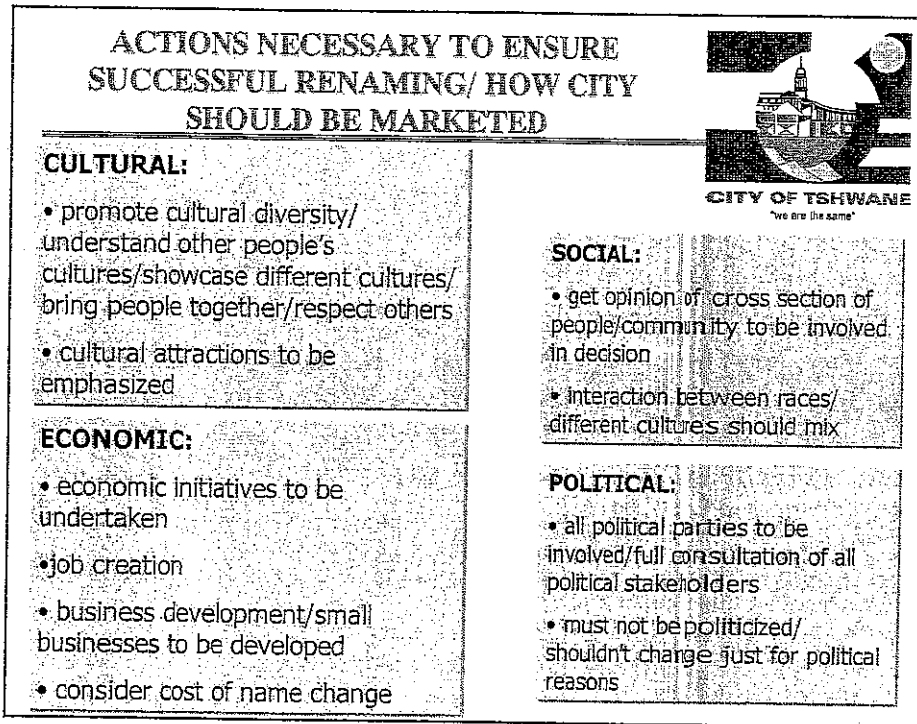 ACTIONS NECESSARY TO ENSURE
SUCCESSFUL RENAMING/ HOW CITY
SHOULD BE MARKETED
CITY OF TSHWANE
"we are the same"
CULTURAL:
• promote cultural diversity/
understand other people's
cultures/showcase different cultures/
bring people together/respect others
• cultural attractions to be
emphasized
ECONOMIC:
• economic initiatives to be
undertaken
•job creation
• business development/small
businesses to be developed
• consider cost of name change
SOCIAL:
• get opinion of cross section of
people/community to be involved
in decision
• interaction between races/
different cultures should mix
POLITICAL:
• all political parties to be
involved/full consultation of all
political stakeholders
• must not be politicized/
shouldn't change just for political
reasons